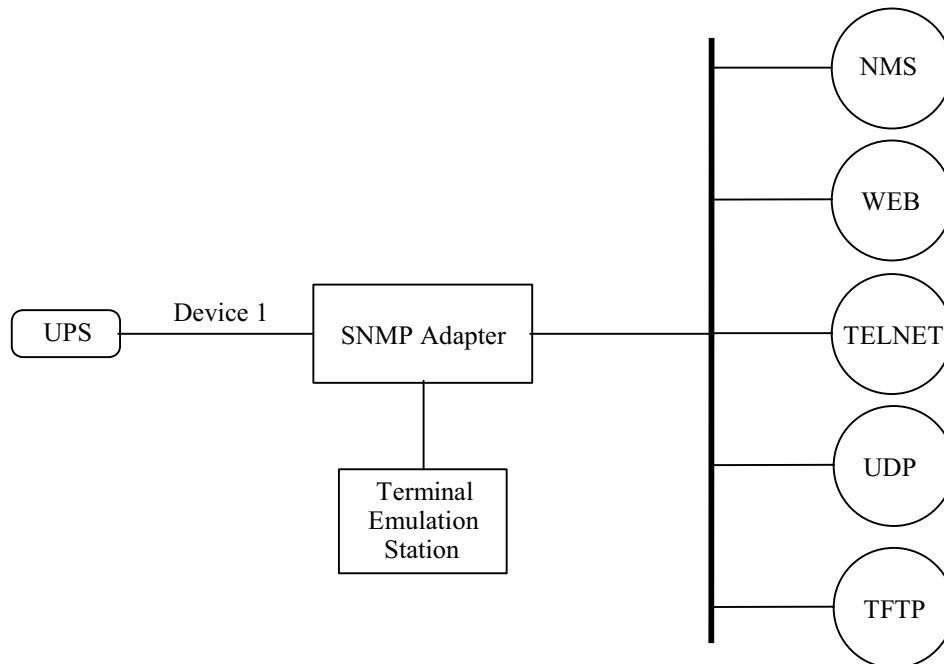 NMS
WEB
Device 1
UPS
SNMP Adapter
TELNET
Terminal
Emulation
Station
UDP
TFTP